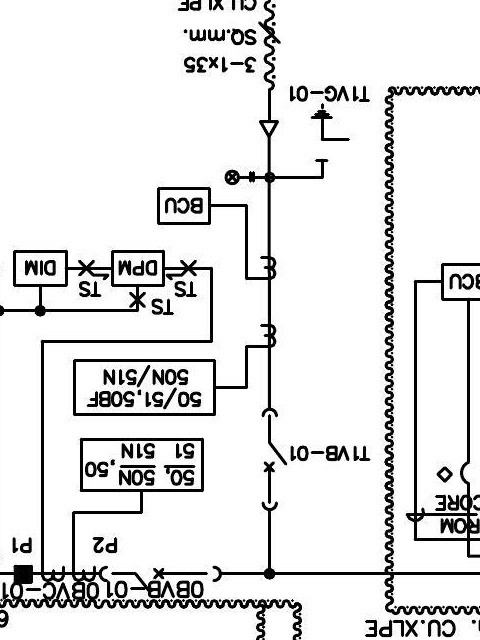 CU.XLPE
0BVB-01
0BVC-01
P2
P1
CORE
50, 50N ,50
51 51N
T1VB-01
50/51,50BF
50N/51N
TS
TS
TS
BCU
DPM
DIM
BCU
T1VG-01
3-1x35
SQ.mm.
CU.XLPE